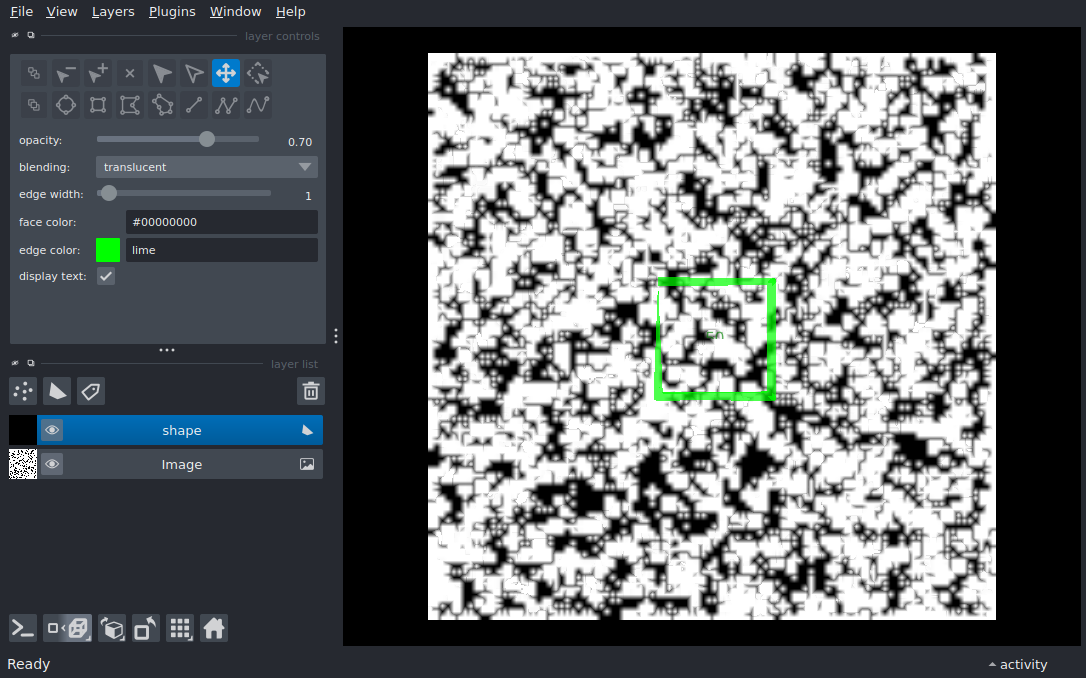 File View Layers Plugins Window Help
layer controls
opacity: 0.70
blending: translucent
edge width: 1
face color: #00000000
edge color: lime
display text:
layer list
shape
Image
Ready
activity